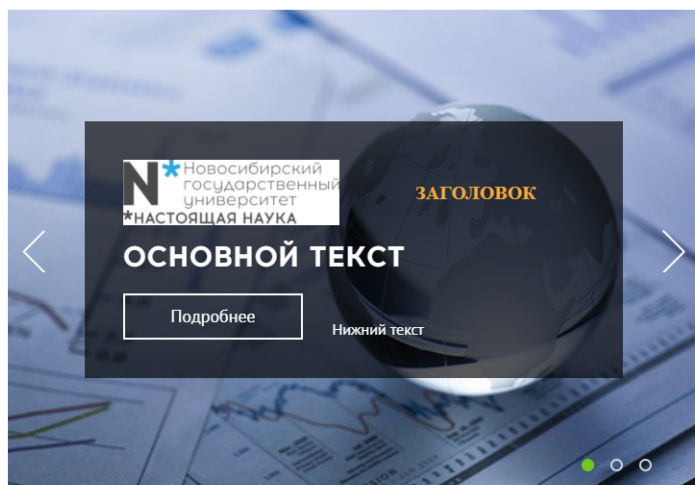 N*Новосибирский
государственный
университет
*НАСТОЯЩАЯ НАУКА
ЗАГОЛОВОК
ОСНОВНОЙ ТЕКСТ
Подробнее
Нижний текст